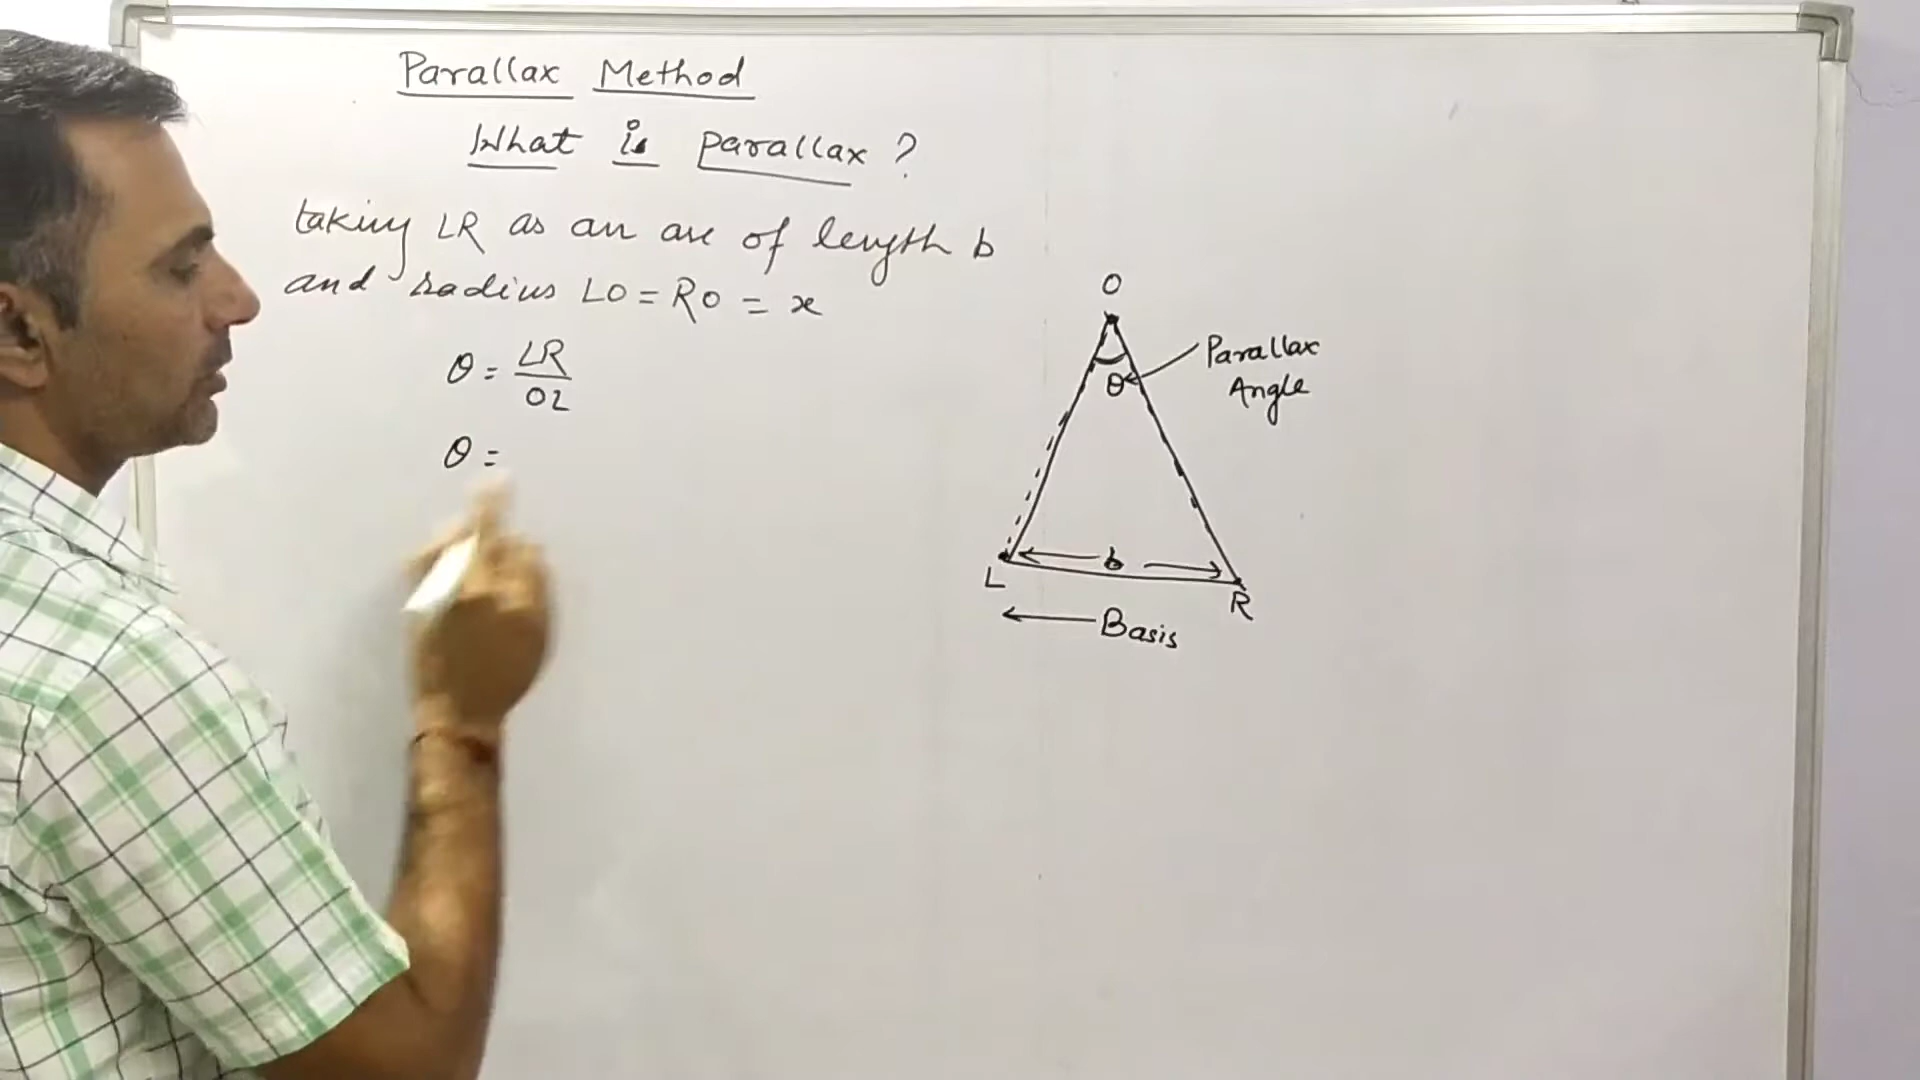 Parallax Method
What is parallax ?
taking LR as an arc of length b
and radius LO = RO = x
θ = LR / OL
θ =
O
Parallax
Angle
θ
b
L
R
Basis